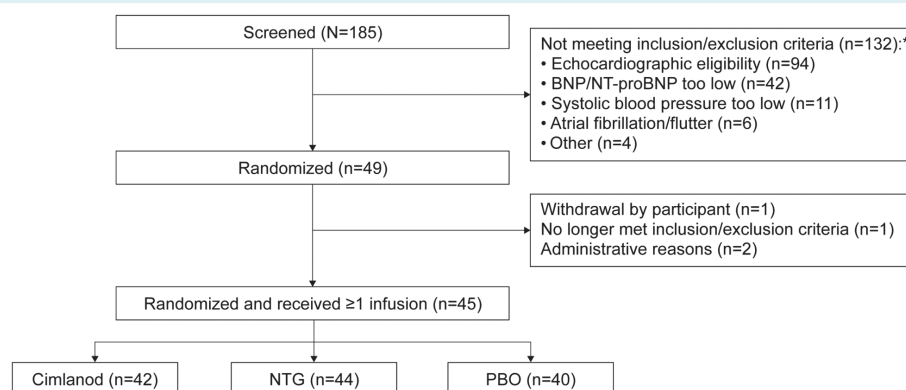 Screened (N=185)
Not meeting inclusion/exclusion criteria (n=132):*
• Echocardiographic eligibility (n=94)
• BNP/NT-proBNP too low (n=42)
• Systolic blood pressure too low (n=11)
• Atrial fibrillation/flutter (n=6)
• Other (n=4)
Randomized (n=49)
Withdrawal by participant (n=1)
No longer met inclusion/exclusion criteria (n=1)
Administrative reasons (n=2)
Randomized and received ≥1 infusion (n=45)
Cimlanod (n=42)
NTG (n=44)
PBO (n=40)